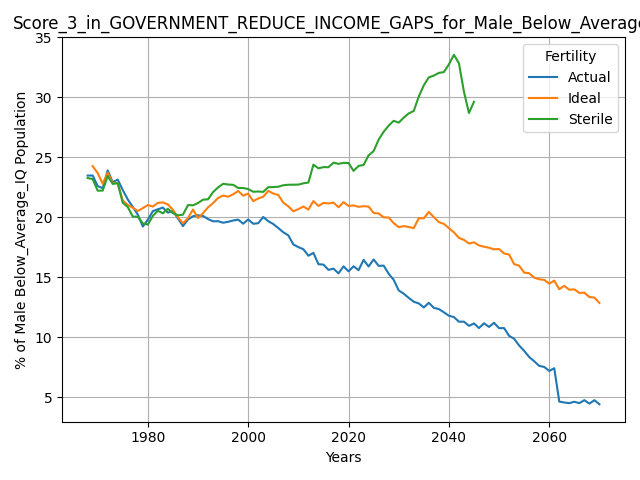 Score_3_in_GOVERNMENT_REDUCE_INCOME_GAPS_for_Male_Below_Average
35
30
25
20
15
10
5
% of Male Below_Average_IQ Population
Fertility
Actual
Ideal
Sterile
1980
2000
2020
2040
2060
Years